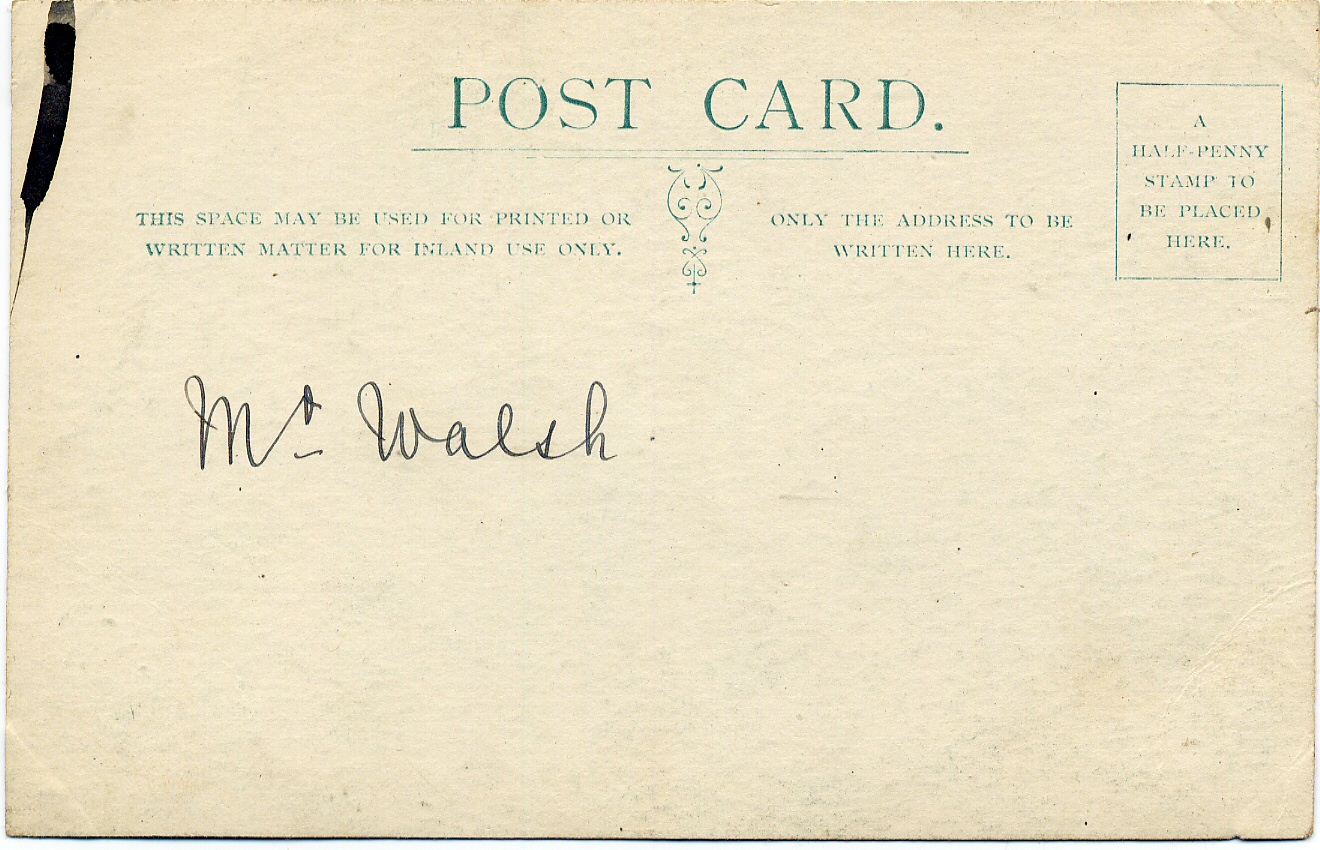 POST CARD.
THIS SPACE MAY BE USED FOR PRINTED OR
WRITTEN MATTER FOR INLAND USE ONLY.
ONLY THE ADDRESS TO BE
WRITTEN HERE.
A
HALF-PENNY
STAMP TO
BE PLACED
HERE.
Mr Walsh